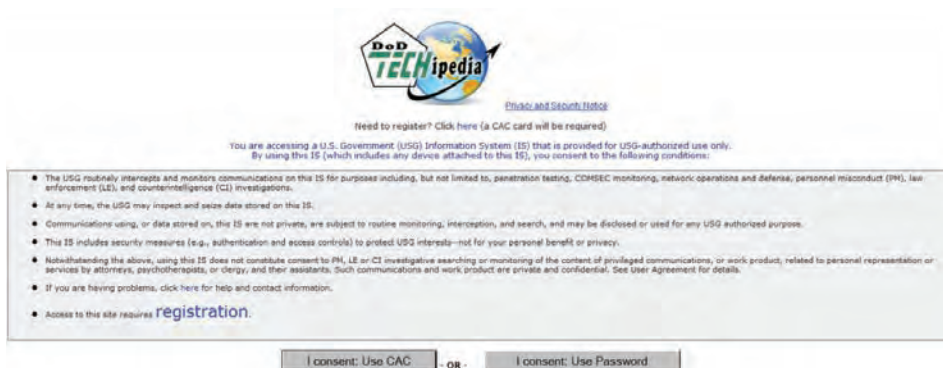 DoD
TECHipedia
Privacy and Security Notice
Need to register? Click here (a CAC card will be required)
You are accessing a U.S. Government (USG) Information System (IS) that is provided for USG-authorized use only.
By using this IS (which includes any device attached to this IS), you consent to the following conditions:
• The USG routinely intercepts and monitors communications on this IS for purposes including, but not limited to, penetration testing, COMSEC monitoring, network operations and defense, personnel misconduct (PM), law
enforcement (LE), and counterintelligence (CI) investigations.
• At any time, the USG may inspect and seize data stored on this IS.
• Communications using, or data stored on, this IS are not private, are subject to routine monitoring, interception, and search, and may be disclosed or used for any USG authorized purpose.
• This IS includes security measures (e.g., authentication and access controls) to protect USG interests--not for your personal benefit or privacy.
• Notwithstanding the above, using this IS does not constitute consent to PM, LE or CI investigative searching or monitoring of the content of privileged communications, or work product, related to personal representation or
services by attorneys, psychotherapists, or clergy, and their assistants. Such communications and work product are private and confidential. See User Agreement for details.
• If you are having problems, click here for help and contact information.
• Access to this site requires registration.
I consent: Use CAC - OR - I consent: Use Password